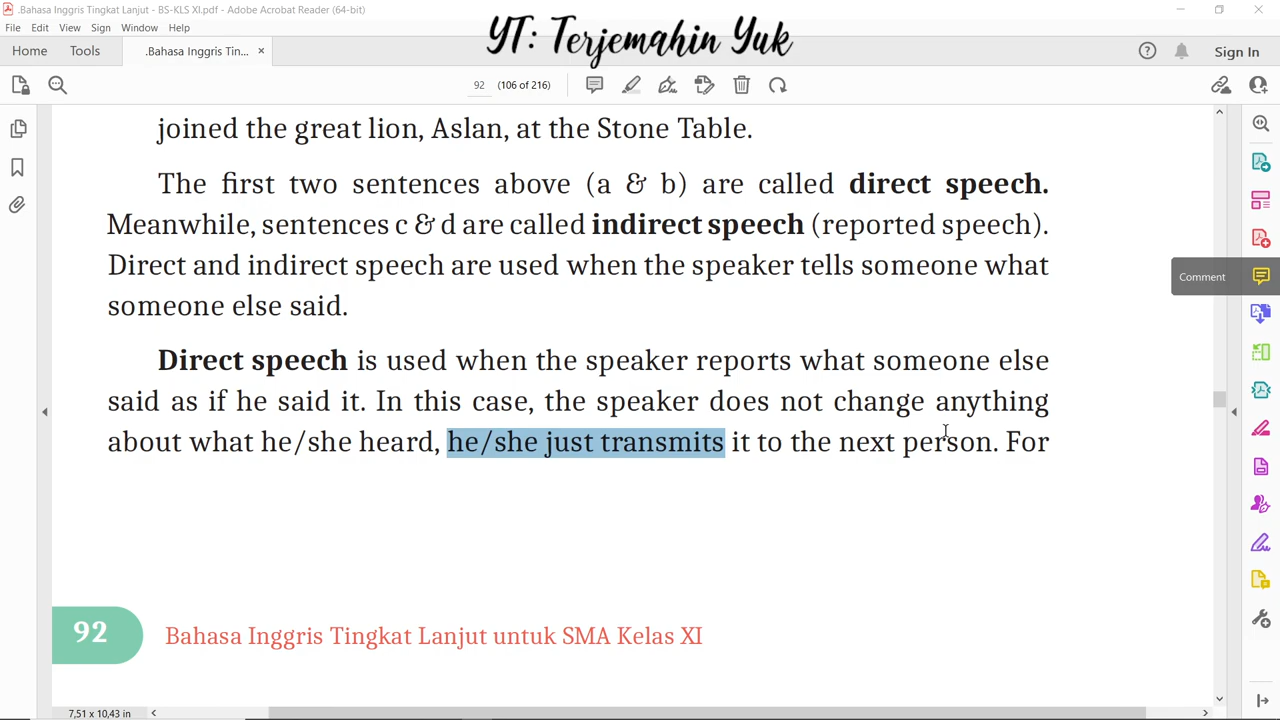 .Bahasa Inggris Tingkat Lanjut - BS-KLS XI.pdf - Adobe Acrobat Reader (64-bit)
YT: Terjemahin Yuk
File Edit View Sign Window Help
Home Tools .Bahasa Inggris Tin... × Sign In
92 (106 of 216)
joined the great lion, Aslan, at the Stone Table.
The first two sentences above (a & b) are called direct speech.
Meanwhile, sentences c & d are called indirect speech (reported speech).
Direct and indirect speech are used when the speaker tells someone what
Comment
someone else said.
Direct speech is used when the speaker reports what someone else
said as if he said it. In this case, the speaker does not change anything
about what he/she heard, he/she just transmits it to the next person. For
92 Bahasa Inggris Tingkat Lanjut untuk SMA Kelas XI
7,51 x 10,43 in